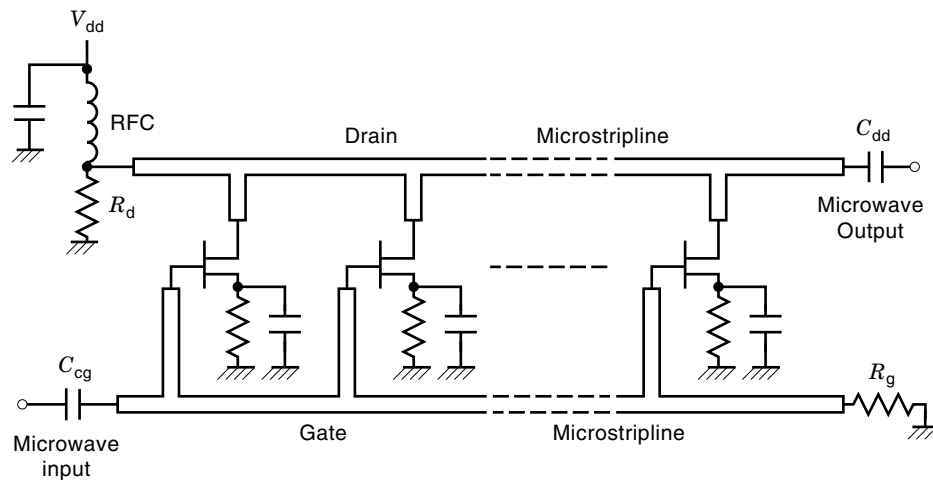 V_dd
RFC
R_d
Drain
Microstripline
C_dd
Microwave
Output
C_cg
Microwave
input
Gate
Microstripline
R_g